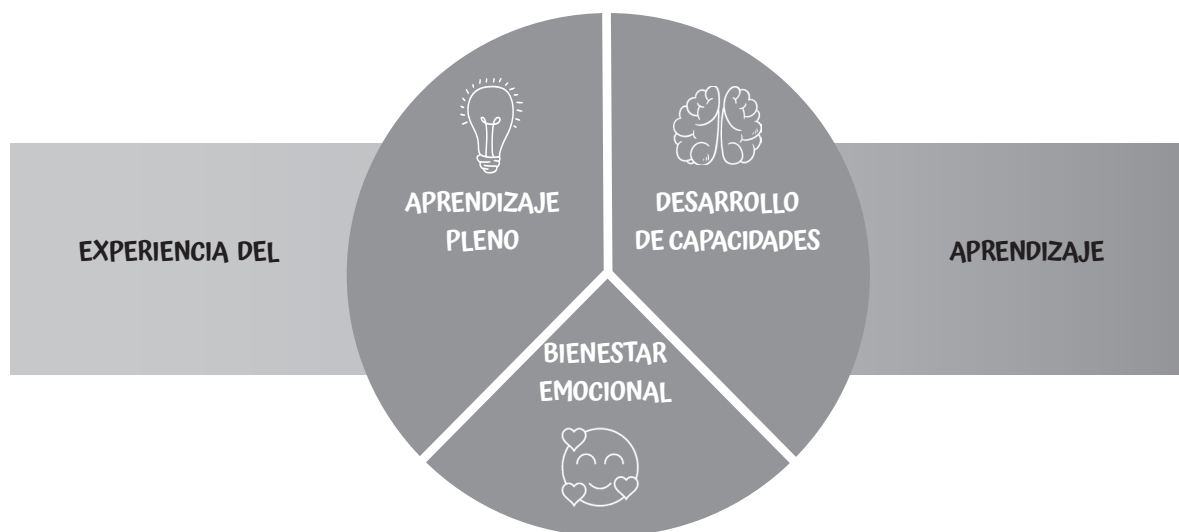 APRENDIZAJE
PLENO
DESARROLLO
DE CAPACIDADES
EXPERIENCIA DEL
APRENDIZAJE
BIENESTAR
EMOCIONAL